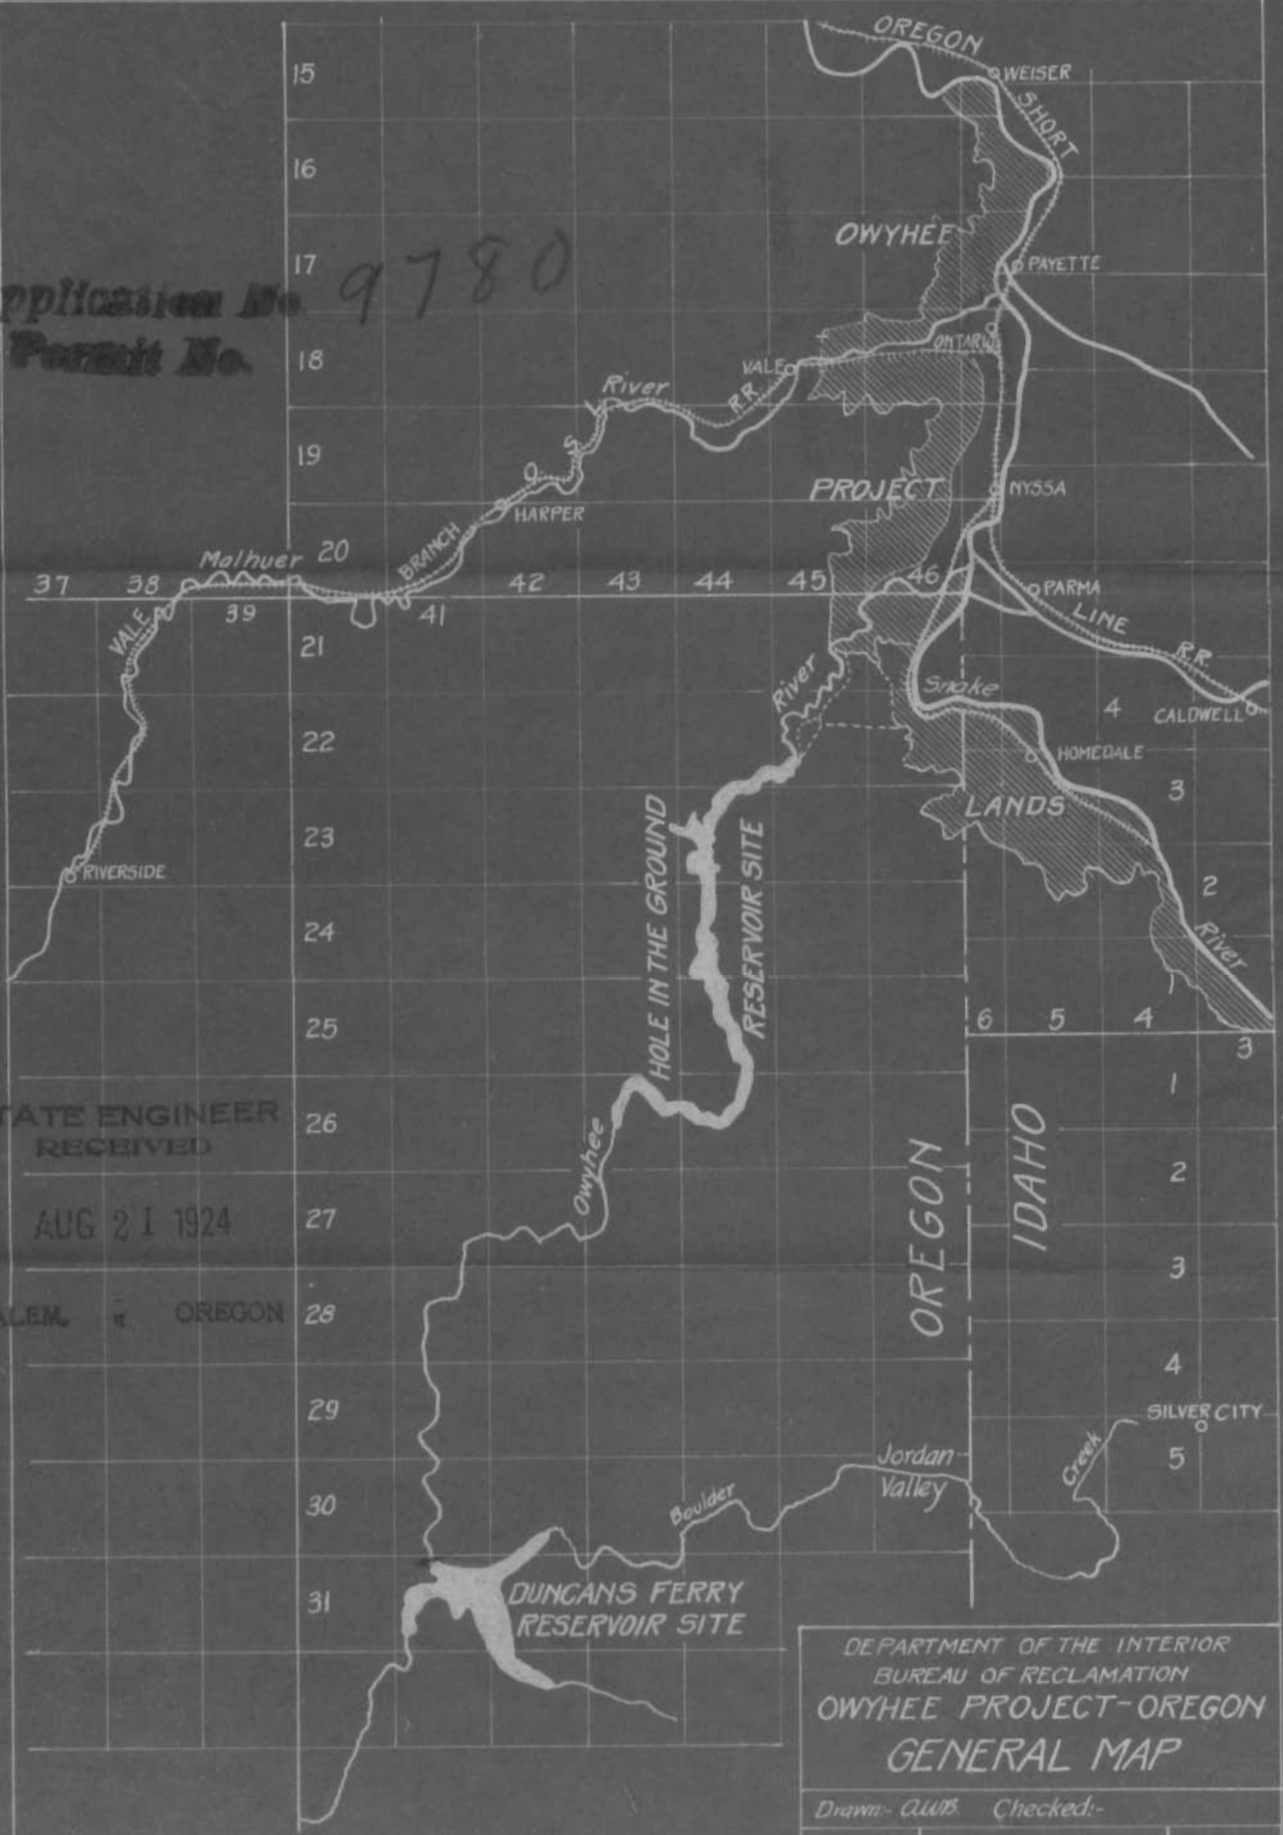 OREGON
SHORT
LINE
R.R.
WEISER
15
16
OWYHEE
17
PAYETTE
Application No. 9780
Permit No.
18
ONTARIO
VALE
River
R.R.
19
O. S. L.
PROJECT
NYSSA
HARPER
BRANCH
Malhuer
20
37
38
39
41
42
43
44
45
46
PARMA
VALE
21
River
Snake
4
CALDWELL
22
HOMEDALE
3
LANDS
HOLE IN THE GROUND
RESERVOIR SITE
23
RIVERSIDE
2
24
River
25
6
5
4
3
1
TATE ENGINEER
RECEIVED
AUG 21 1924
ALEM, OREGON
26
Owyhee
OREGON
IDAHO
2
27
3
28
4
29
SILVER CITY
Creek
5
Jordan
Valley
30
Boulder
31
DUNCANS FERRY
RESERVOIR SITE
DEPARTMENT OF THE INTERIOR
BUREAU OF RECLAMATION
OWYHEE PROJECT-OREGON
GENERAL MAP
Drawn:- O.W.B. Checked:-